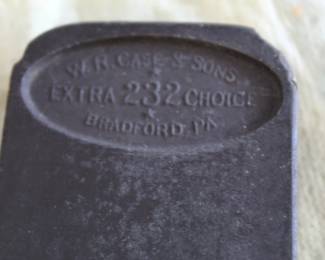 W.R. CASE & SONS
EXTRA 232 CHOICE
BRADFORD, PA